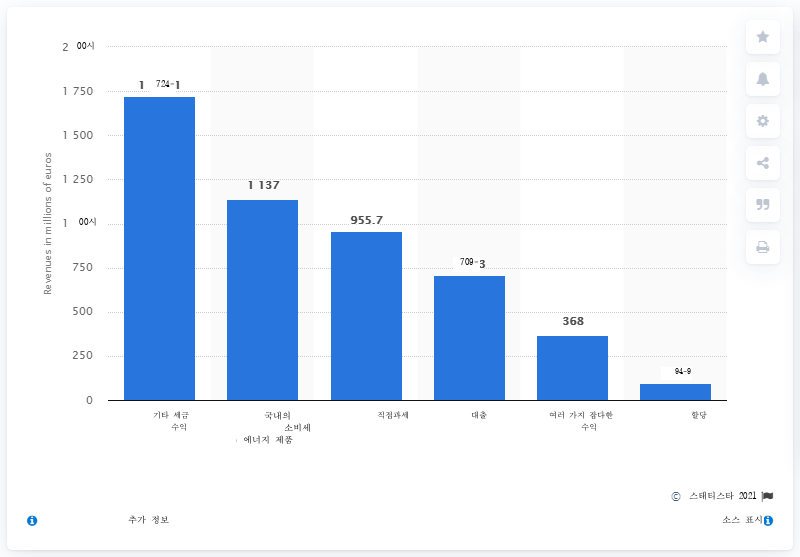 2 00시
1 750
1 500
1 250
1 00시
750
500
250
0
Revenues in millions of euros
1 724-1
1 137
955.7
709-3
368
94-9
기타 세금
수익
국내의
소비세
에너지 제품
직접과세
대출
여러 가지 잡다한
수익
할당
© 스태티스타 2021
추가 정보
소스 표시